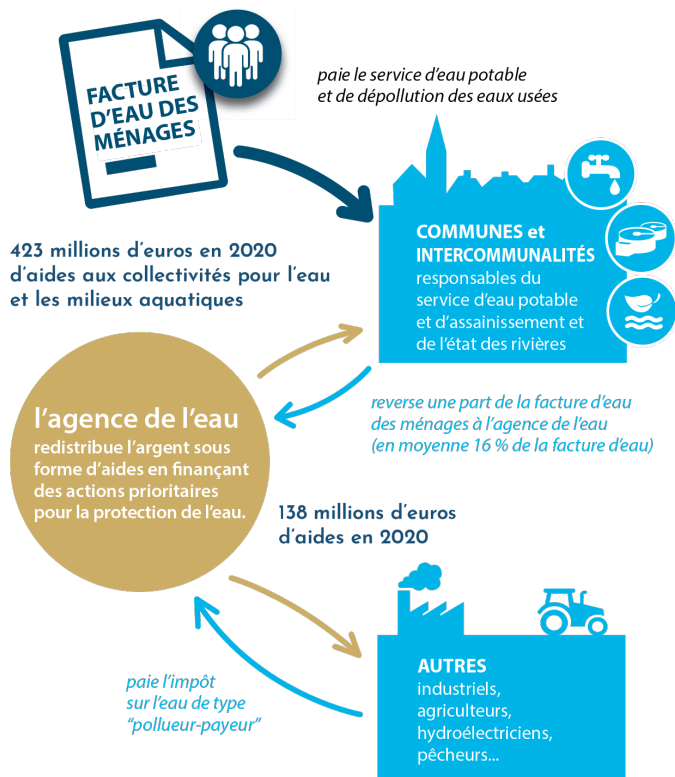 FACTURE
D'EAU DES
MÉNAGES
paie le service d'eau potable
et de dépollution des eaux usées
COMMUNES et
INTERCOMMUNALITÉS
responsables du
service d'eau potable
et d'assainissement et
de l'état des rivières
423 millions d'euros en 2020
d'aides aux collectivités pour l'eau
et les milieux aquatiques
reverse une part de la facture d'eau
des ménages à l'agence de l'eau
(en moyenne 16 % de la facture d'eau)
l'agence de l'eau
redistribue l'argent sous
forme d'aides en finançant
des actions prioritaires
pour la protection de l'eau.
138 millions d'euros
d'aides en 2020
paie l'impôt
sur l'eau de type
"pollueur-payeur"
AUTRES
industriels,
agriculteurs,
hydroélectriciens,
pêcheurs...